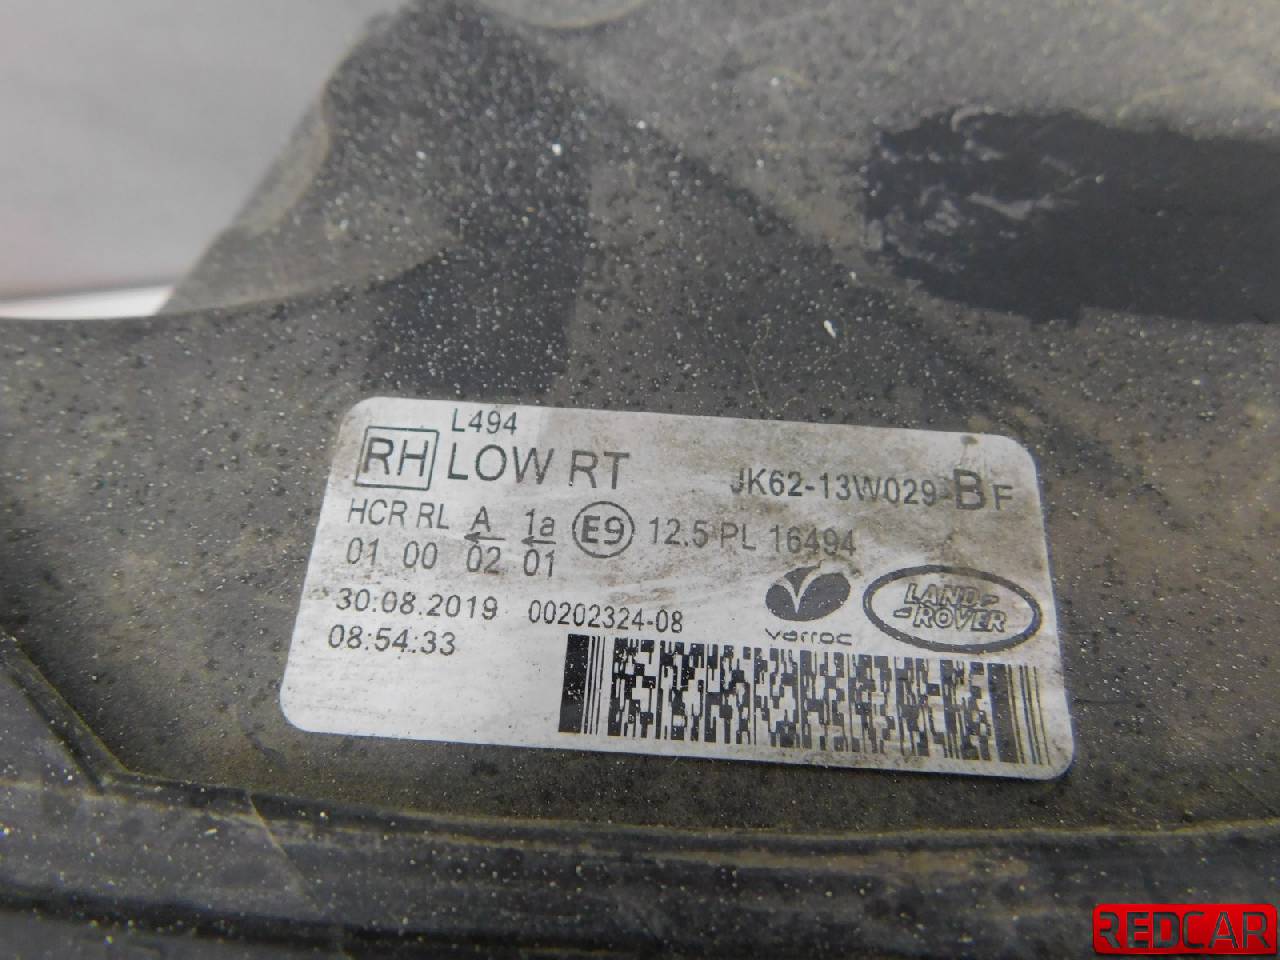 L494
RH LOW RT JK62-13W029-BF
HCR RL A 1a E9 12.5 PL 16494
01 00 02 01
30.08.2019 00202324-08
08:54:33
varroc
LAND-
-ROVER
REDCAR